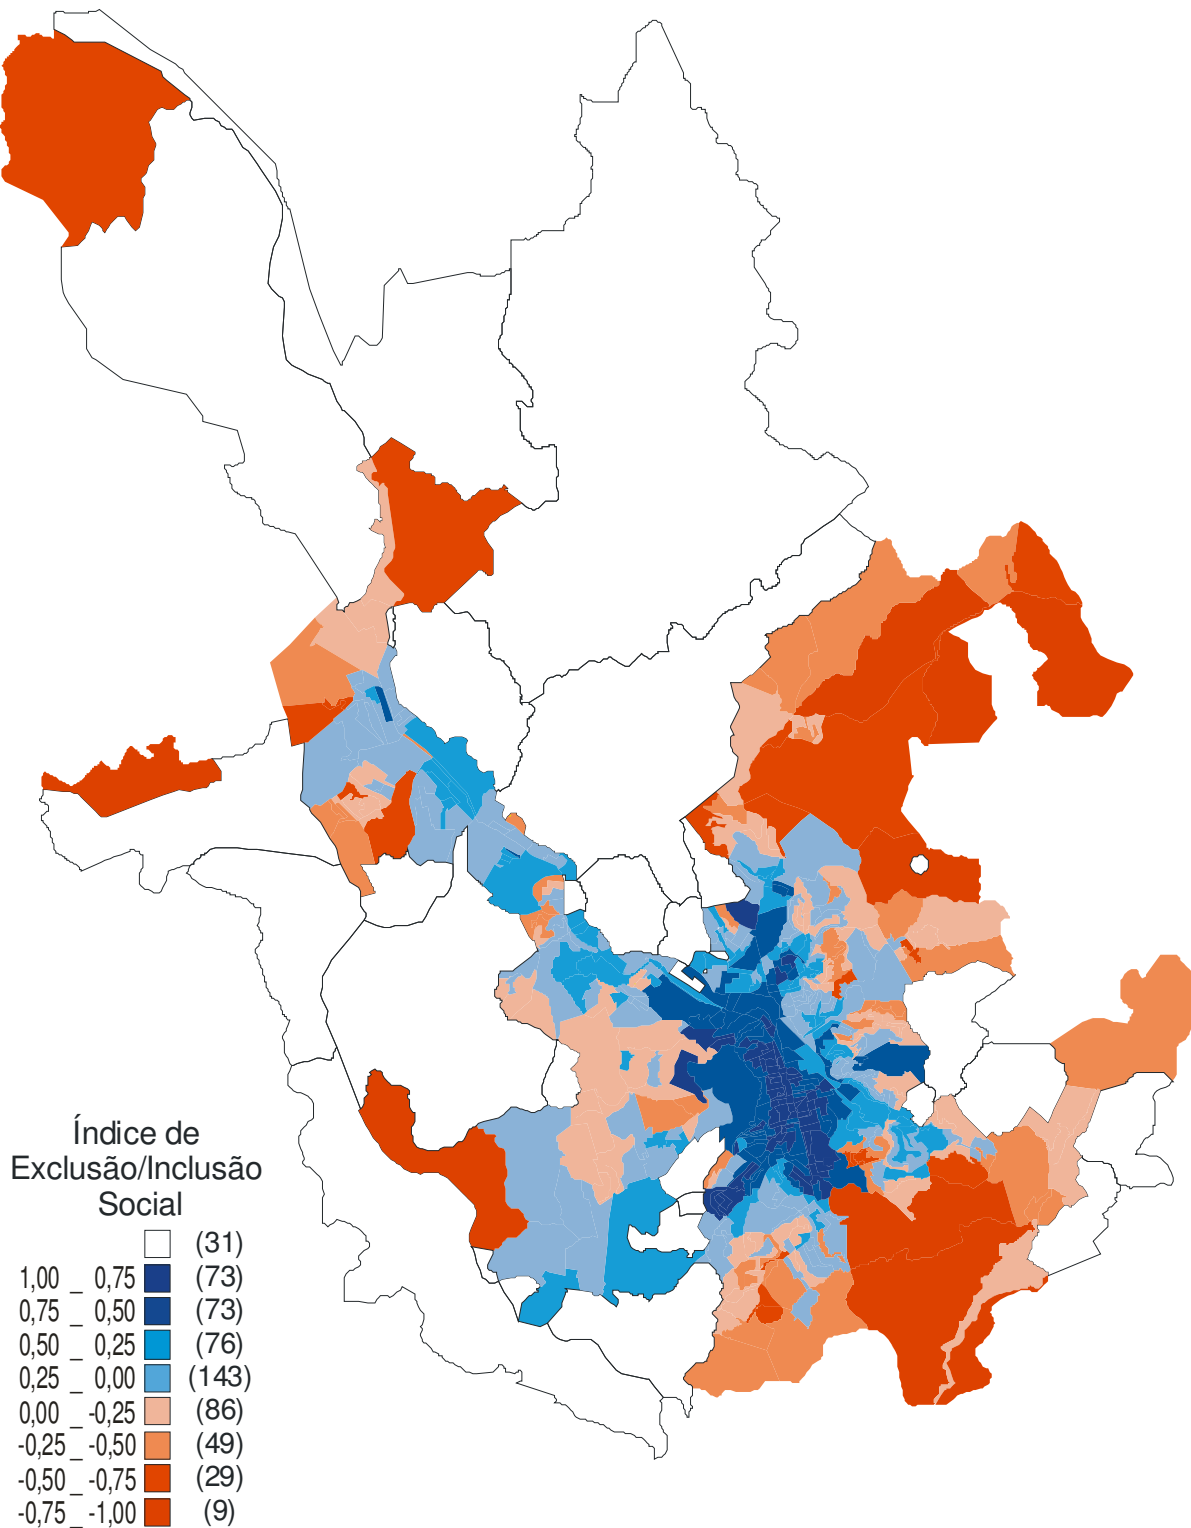 Índice de
Exclusão/Inclusão
Social
(31)
1,00 _ 0,75 (73)
0,75 _ 0,50 (73)
0,50 _ 0,25 (76)
0,25 _ 0,00 (143)
0,00 _ -0,25 (86)
-0,25 _ -0,50 (49)
-0,50 _ -0,75 (29)
-0,75 _ -1,00 (9)